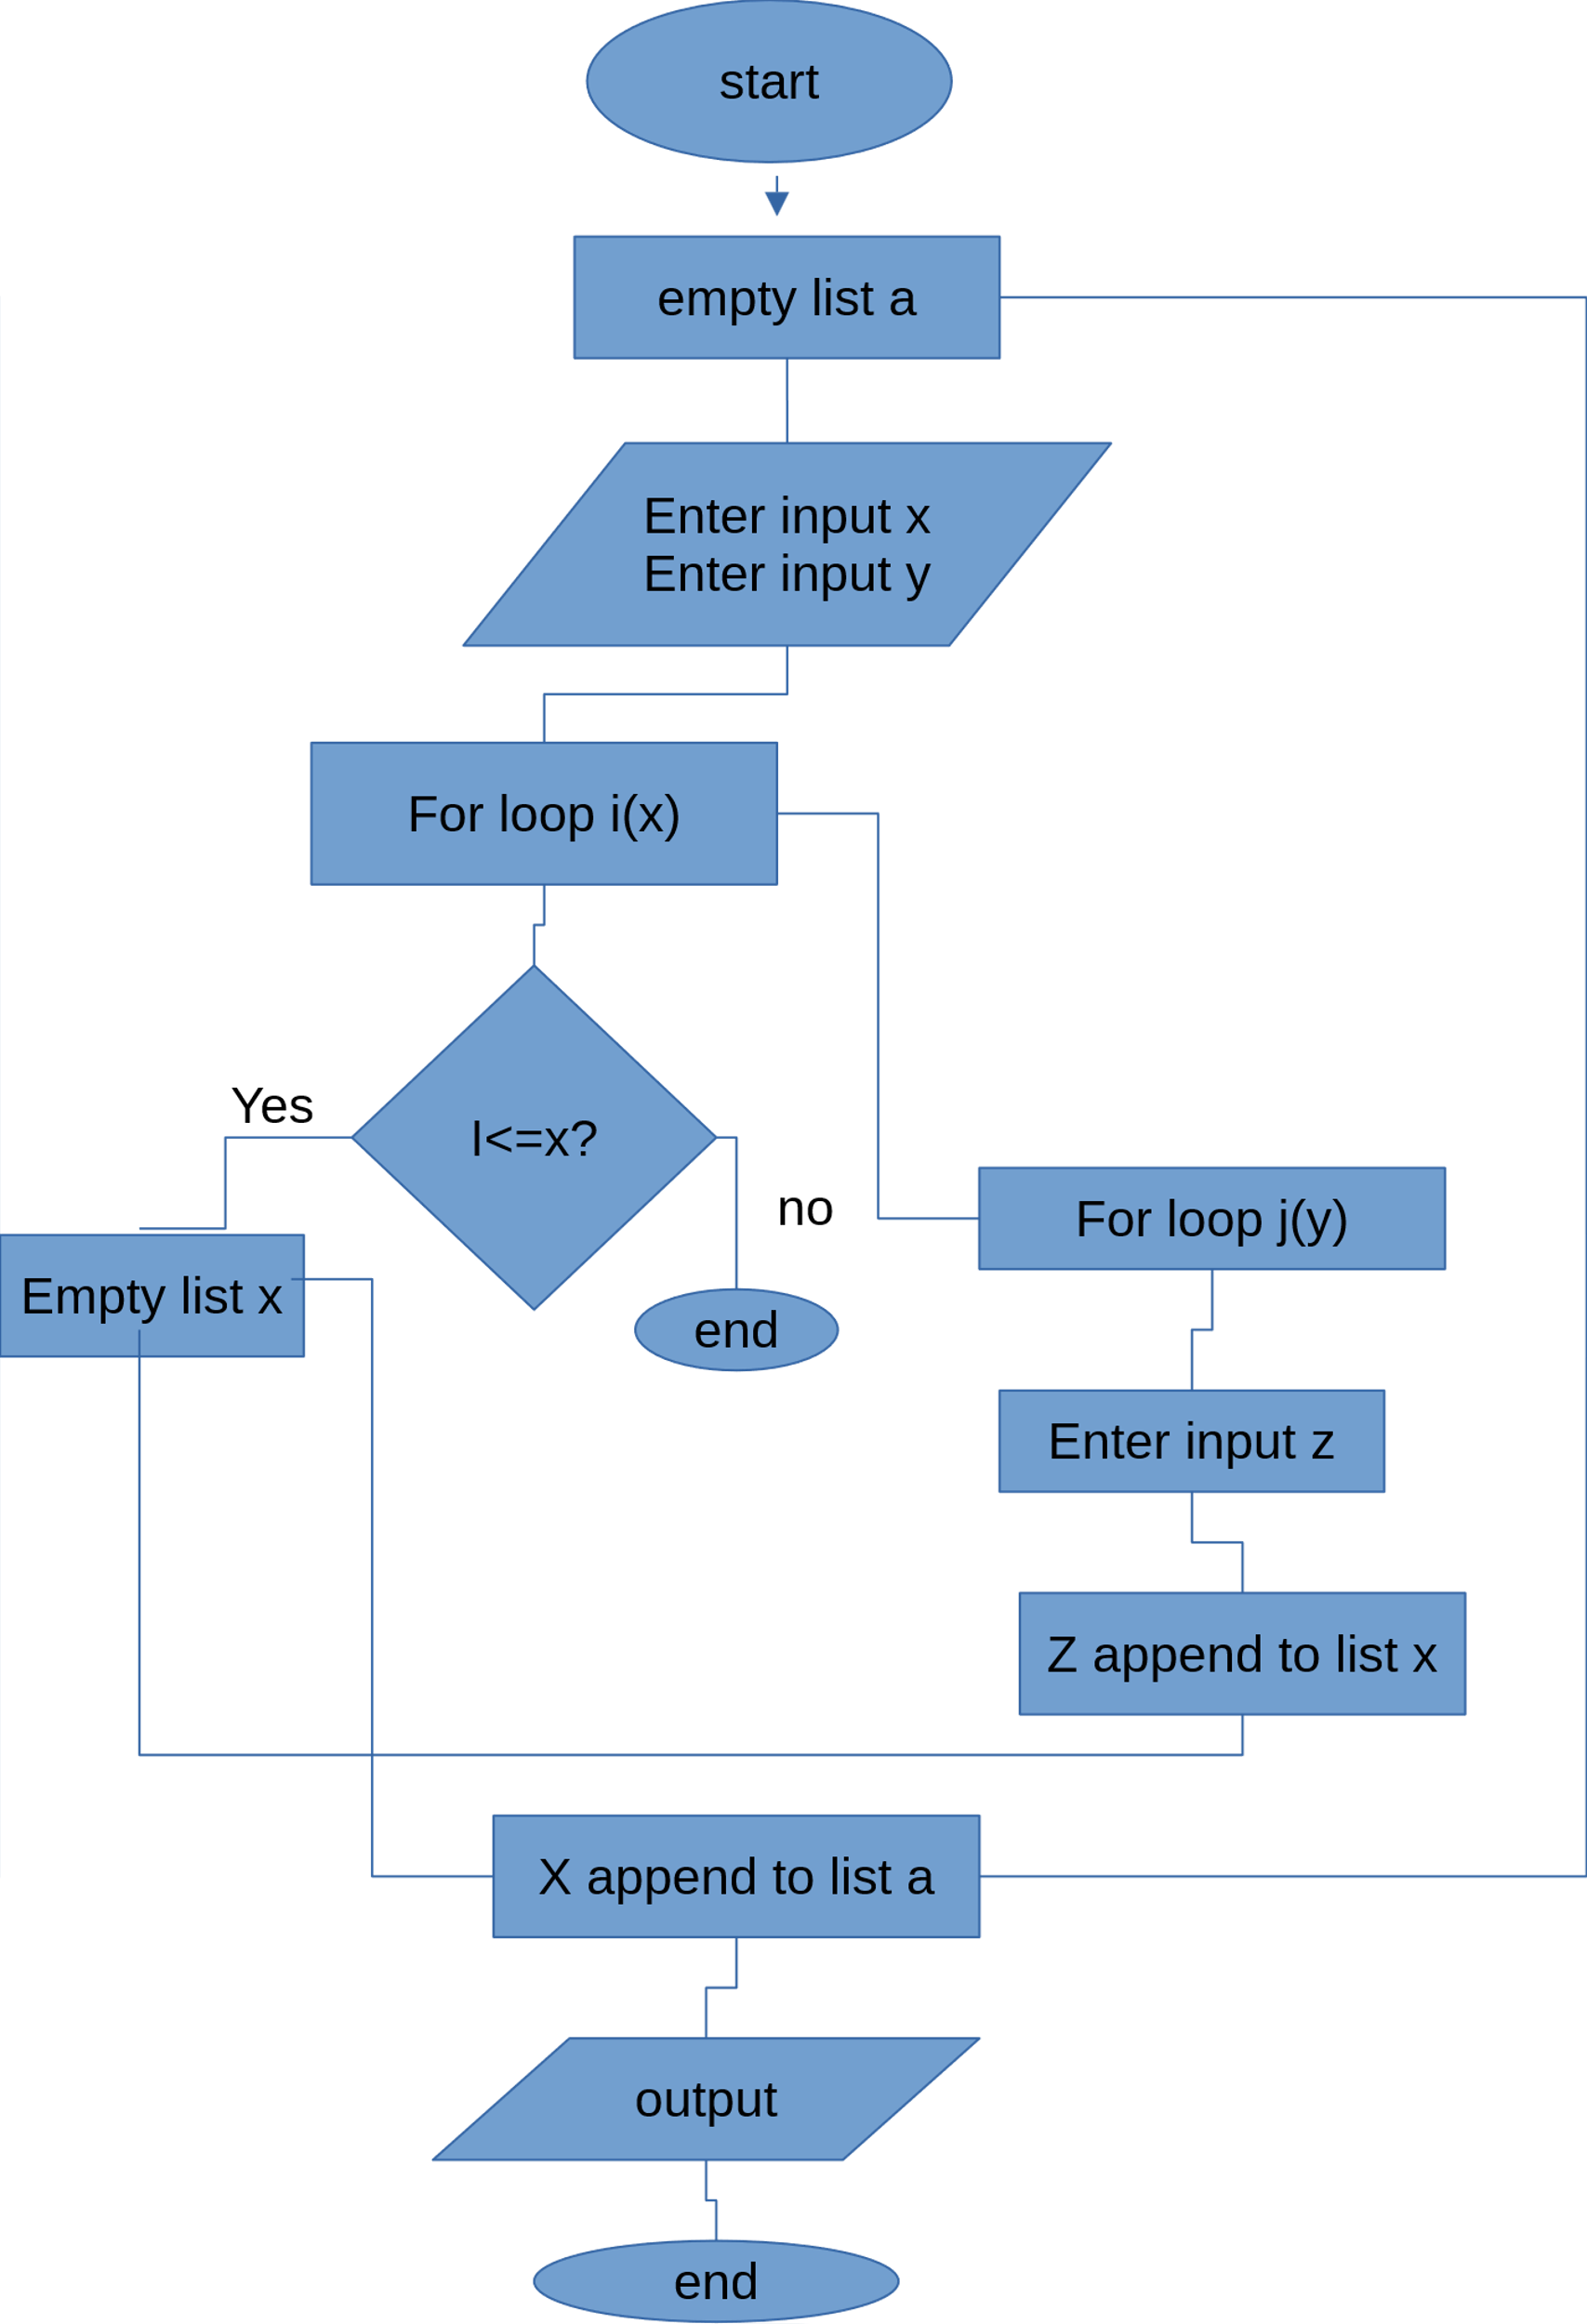 start
empty list a
Enter input x
Enter input y
For loop i(x)
I<=x?
Yes
no
For loop j(y)
Empty list x
end
Enter input z
Z append to list x
X append to list a
output
end